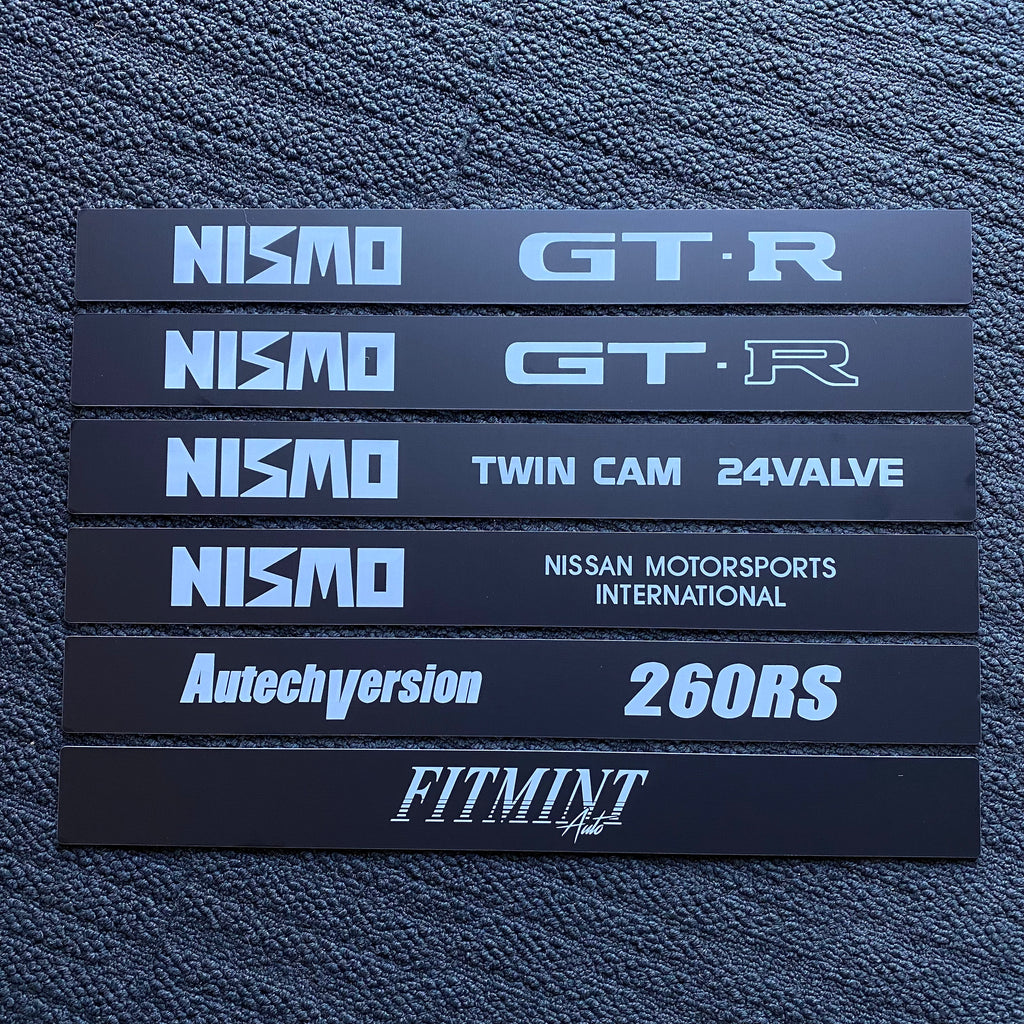 NISMO GT-R
NISMO GT-R
NISMO TWIN CAM 24VALVE
NISMO NISSAN MOTORSPORTS
INTERNATIONAL
AutechVersion 260RS
FITMINT
Auto